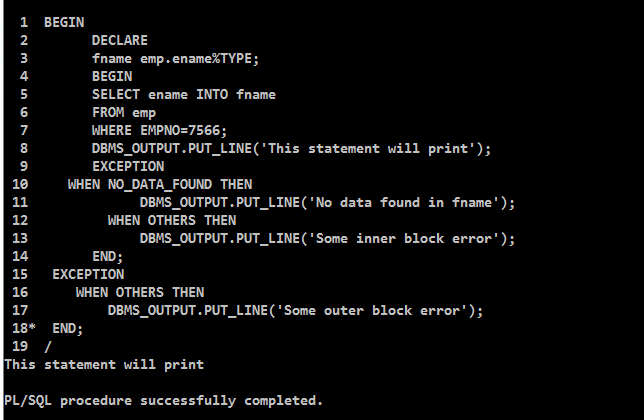 1 BEGIN
2 DECLARE
3 fname emp.ename%TYPE;
4 BEGIN
5 SELECT ename INTO fname
6 FROM emp
7 WHERE EMPNO=7566;
8 DBMS_OUTPUT.PUT_LINE('This statement will print');
9 EXCEPTION
10 WHEN NO_DATA_FOUND THEN
11 DBMS_OUTPUT.PUT_LINE('No data found in fname');
12 WHEN OTHERS THEN
13 DBMS_OUTPUT.PUT_LINE('Some inner block error');
14 END;
15 EXCEPTION
16 WHEN OTHERS THEN
17 DBMS_OUTPUT.PUT_LINE('Some outer block error');
18* END;
19 /
This statement will print
PL/SQL procedure successfully completed.